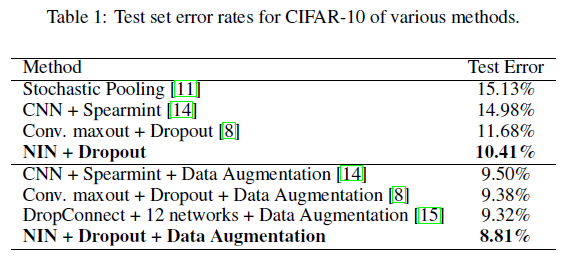 Table 1: Test set error rates for CIFAR-10 of various methods.
Method Test Error
Stochastic Pooling [11] 15.13%
CNN + Spearmint [14] 14.98%
Conv. maxout + Dropout [8] 11.68%
NIN + Dropout 10.41%
CNN + Spearmint + Data Augmentation [14] 9.50%
Conv. maxout + Dropout + Data Augmentation [8] 9.38%
DropConnect + 12 networks + Data Augmentation [15] 9.32%
NIN + Dropout + Data Augmentation 8.81%